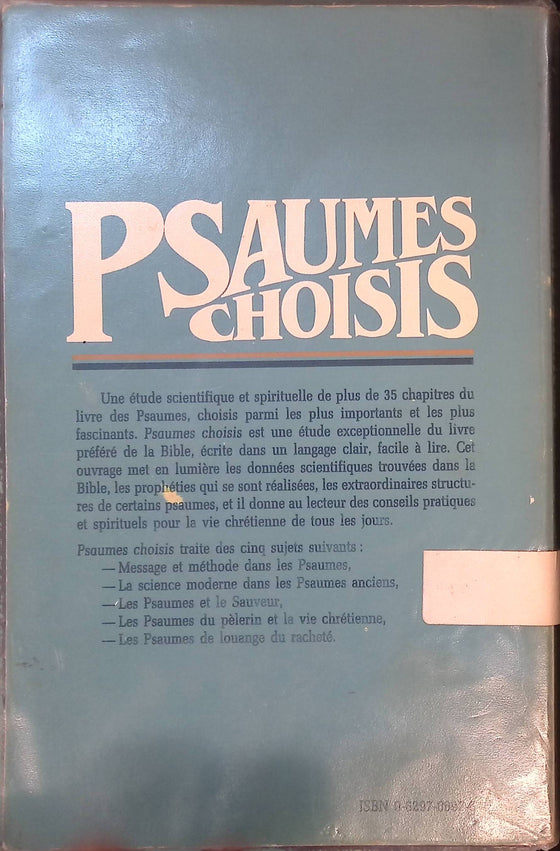 PSAUMES
CHOISIS
Une étude scientifique et spirituelle de plus de 35 chapitres du
livre des Psaumes, choisis parmi les plus importants et les plus
fascinants. Psaumes choisis est une étude exceptionnelle du livre
préféré de la Bible, écrite dans un langage clair, facile à lire. Cet
ouvrage met en lumière les données scientifiques trouvées dans la
Bible, les prophéties qui se sont réalisées, les extraordinaires structu-
res de certains psaumes, et il donne au lecteur des conseils pratiques
et spirituels pour la vie chrétienne de tous les jours.
Psaumes choisis traite des cinq sujets suivants :
— Message et méthode dans les Psaumes,
— La science moderne dans les Psaumes anciens,
— Les Psaumes et le Sauveur,
— Les Psaumes du pèlerin et la vie chrétienne,
— Les Psaumes de louange du racheté.
ISBN